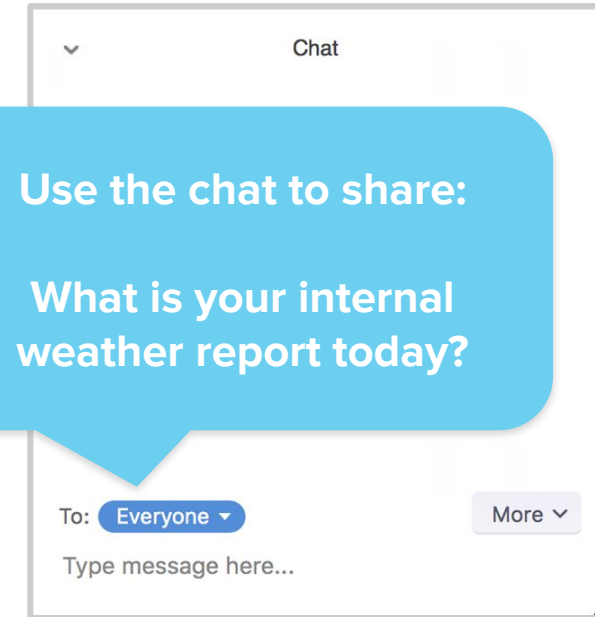 Chat
Use the chat to share:
What is your internal
weather report today?
To: Everyone
More
Type message here...